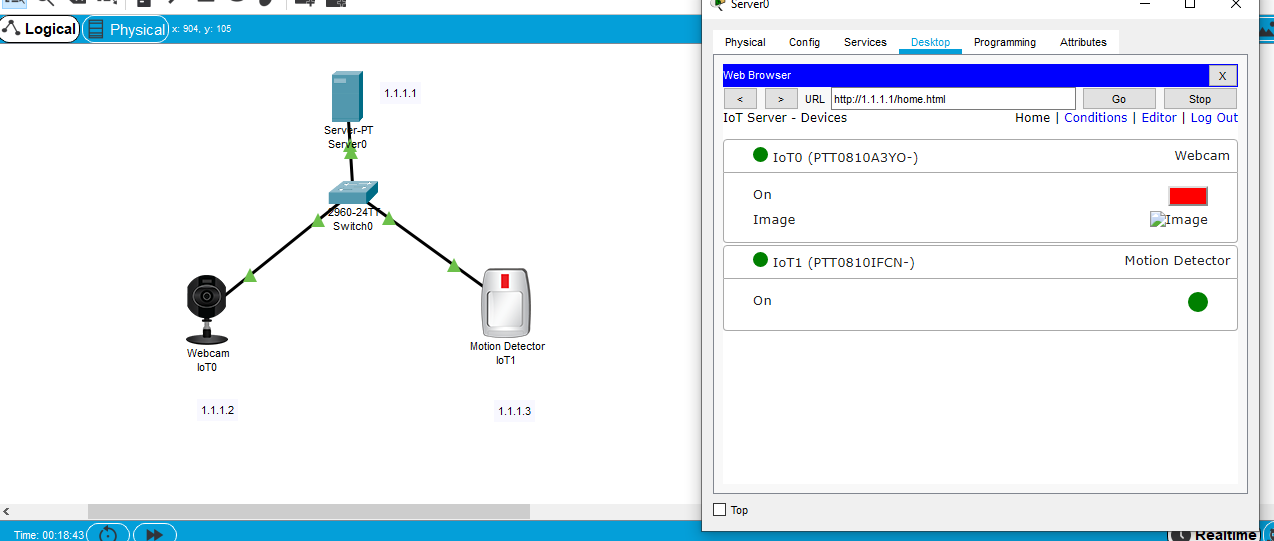 Logical
Physical
x: 904, y: 105
1.1.1.1
Server-PT
Server0
2960-24TT
Switch0
Webcam
IoT0
Motion Detector
IoT1
1.1.1.2
1.1.1.3
<
Time: 00:18:43
Server0
Physical Config Services Desktop Programming Attributes
Web Browser X
< > URL http://1.1.1.1/home.html Go Stop
IoT Server - Devices Home | Conditions | Editor | Log Out
IoT0 (PTT0810A3YO-) Webcam
On
Image Image
IoT1 (PTT0810IFCN-) Motion Detector
On
Top
Realtime